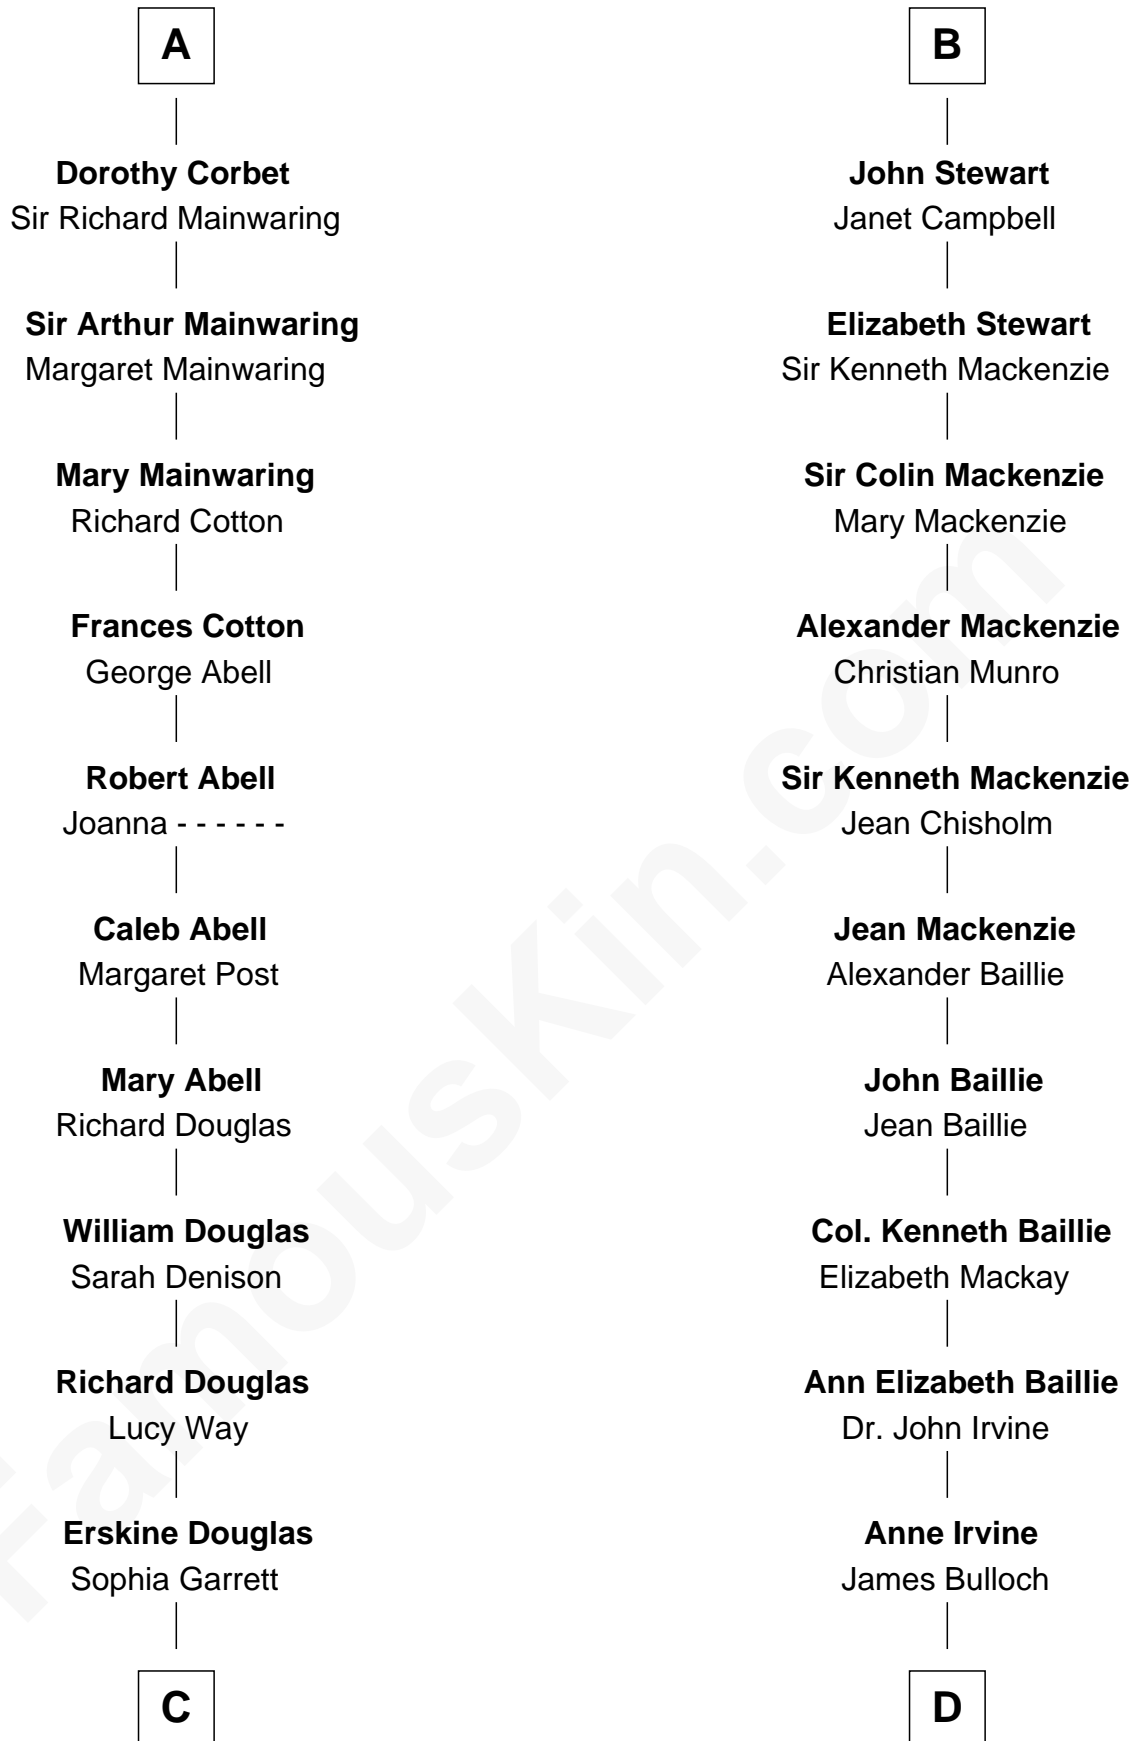 A
Dorothy Corbet
Sir Richard Mainwaring
Sir Arthur Mainwaring
Margaret Mainwaring
Mary Mainwaring
Richard Cotton
Frances Cotton
George Abell
Robert Abell
Joanna - - - - - -
Caleb Abell
Margaret Post
Mary Abell
Richard Douglas
William Douglas
Sarah Denison
Richard Douglas
Lucy Way
Erskine Douglas
Sophia Garrett
C
B
John Stewart
Janet Campbell
Elizabeth Stewart
Sir Kenneth Mackenzie
Sir Colin Mackenzie
Mary Mackenzie
Alexander Mackenzie
Christian Munro
Sir Kenneth Mackenzie
Jean Chisholm
Jean Mackenzie
Alexander Baillie
John Baillie
Jean Baillie
Col. Kenneth Baillie
Elizabeth Mackay
Ann Elizabeth Baillie
Dr. John Irvine
Anne Irvine
James Bulloch
D
FamousKin.com